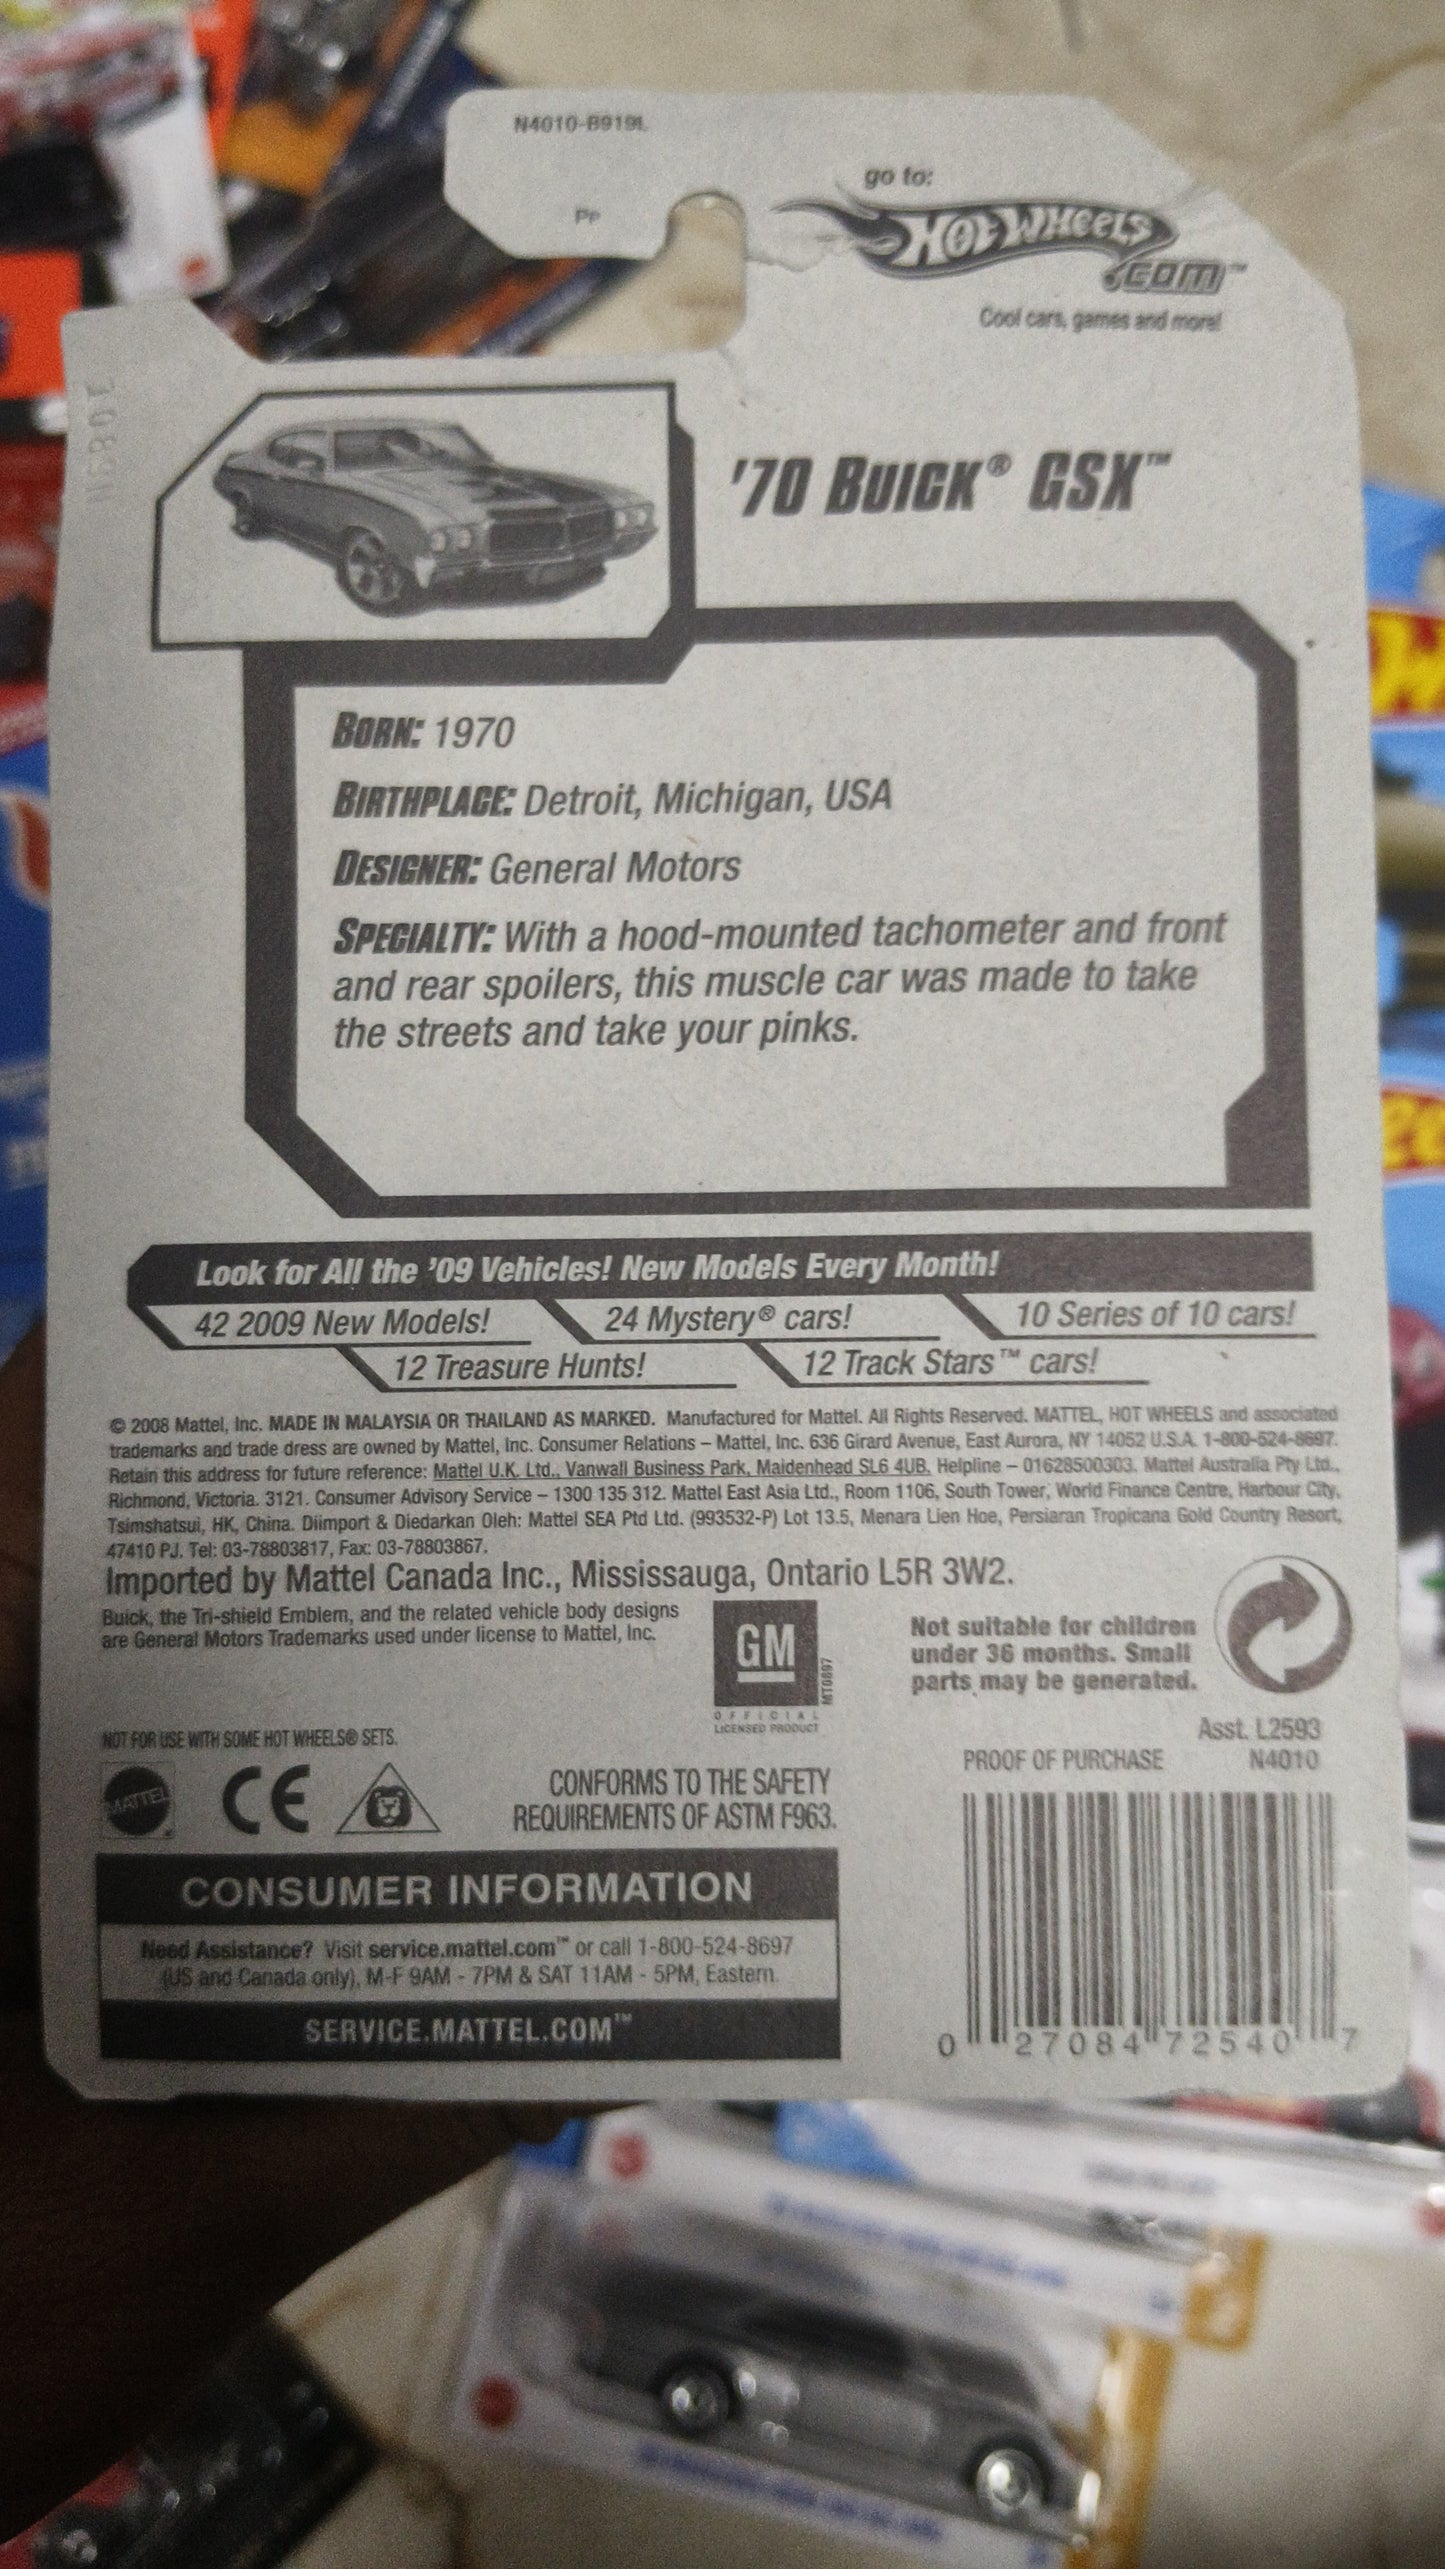 N4010-B919L
Pp
go to:
HOT WHEELS
.COM™
Cool cars, games and more!
'70 BUICK® GSX™
BORN: 1970
BIRTHPLACE: Detroit, Michigan, USA
DESIGNER: General Motors
SPECIALTY: With a hood-mounted tachometer and front
and rear spoilers, this muscle car was made to take
the streets and take your pinks.
Look for All the '09 Vehicles! New Models Every Month!
42 2009 New Models!
24 Mystery® cars!
10 Series of 10 cars!
12 Treasure Hunts!
12 Track Stars™ cars!
© 2008 Mattel, Inc. MADE IN MALAYSIA OR THAILAND AS MARKED. Manufactured for Mattel. All Rights Reserved. MATTEL, HOT WHEELS and associated
trademarks and trade dress are owned by Mattel, Inc. Consumer Relations – Mattel, Inc. 636 Girard Avenue, East Aurora, NY 14052 U.S.A. 1-800-524-8697.
Retain this address for future reference: Mattel U.K. Ltd., Vanwall Business Park, Maidenhead SL6 4UB. Helpline – 01628500303. Mattel Australia Pty Ltd.,
Richmond, Victoria. 3121. Consumer Advisory Service – 1300 135 312. Mattel East Asia Ltd., Room 1106, South Tower, World Finance Centre, Harbour City,
Tsimshatsui, HK, China. Diimport & Diedarkan Oleh: Mattel SEA Ptd Ltd. (993532-P) Lot 13.5, Menara Lien Hoe, Persiaran Tropicana Gold Country Resort,
47410 PJ. Tel: 03-78803817, Fax: 03-78803867.
Imported by Mattel Canada Inc., Mississauga, Ontario L5R 3W2.
Buick, the Tri-shield Emblem, and the related vehicle body designs
are General Motors Trademarks used under license to Mattel, Inc.
GM
MT0897
OFFICIAL
LICENSED PRODUCT
Not suitable for children
under 36 months. Small
parts may be generated.
NOT FOR USE WITH SOME HOT WHEELS® SETS.
MATTEL
CE
CONFORMS TO THE SAFETY
REQUIREMENTS OF ASTM F963.
Asst. L2593
PROOF OF PURCHASE N4010
CONSUMER INFORMATION
Need Assistance? Visit service.mattel.com™ or call 1-800-524-8697
(US and Canada only), M-F 9AM - 7PM & SAT 11AM - 5PM, Eastern.
SERVICE.MATTEL.COM™
0 27084 72540 7